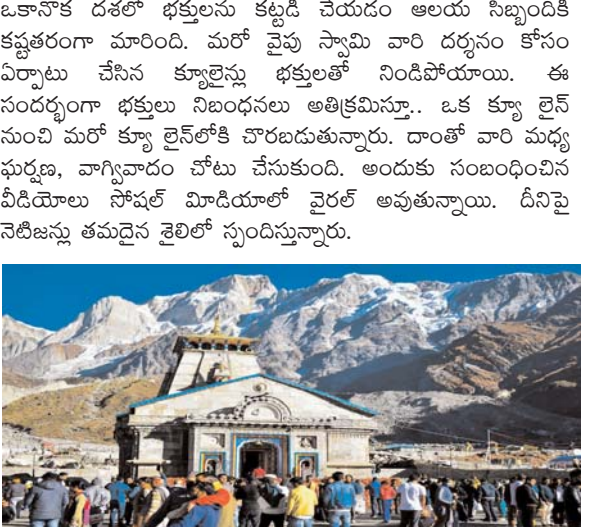 ఒకానొక దశలో భక్తులను కట్టడి చేయడం ఆలయ సిబ్బందికి
కష్టతరంగా మారింది. మరో వైపు స్వామి వారి దర్శనం కోసం
ఏర్పాటు చేసిన క్యూలైన్లు భక్తులతో నిండిపోయాయి. ఈ
సందర్భంగా భక్తులు నిబంధనలు అతిక్రమిస్తూ.. ఒక క్యూ లైన్
నుంచి మరో క్యూ లైన్‌లోకి చొరబడుతున్నారు. దాంతో వారి మధ్య
ఘర్షణ, వాగ్వివాదం చోటు చేసుకుంది. అందుకు సంబంధించిన
వీడియోలు సోషల్ మీడియాలో వైరల్ అవుతున్నాయి. దీనిపై
నెటిజన్లు తమదైన శైలిలో స్పందిస్తున్నారు.